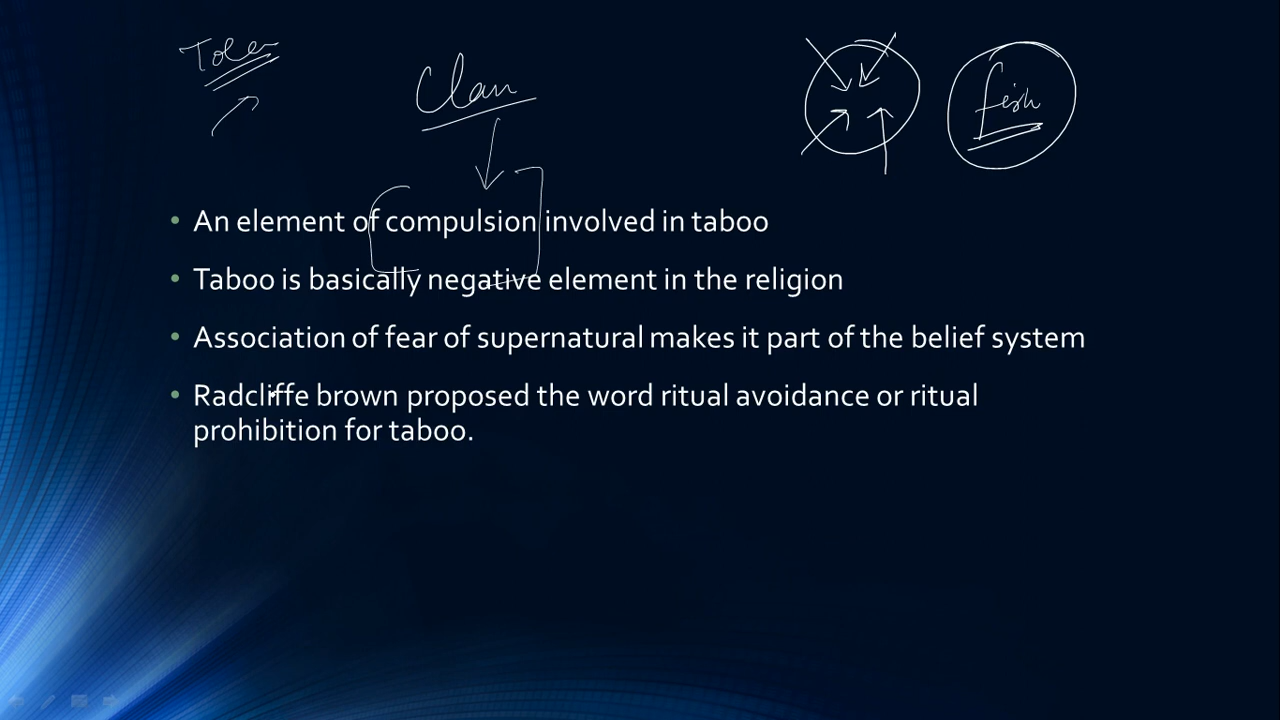 Clan
fish
• An element of compulsion involved in taboo
• Taboo is basically negative element in the religion
• Association of fear of supernatural makes it part of the belief system
• Radcliffe brown proposed the word ritual avoidance or ritual
prohibition for taboo.